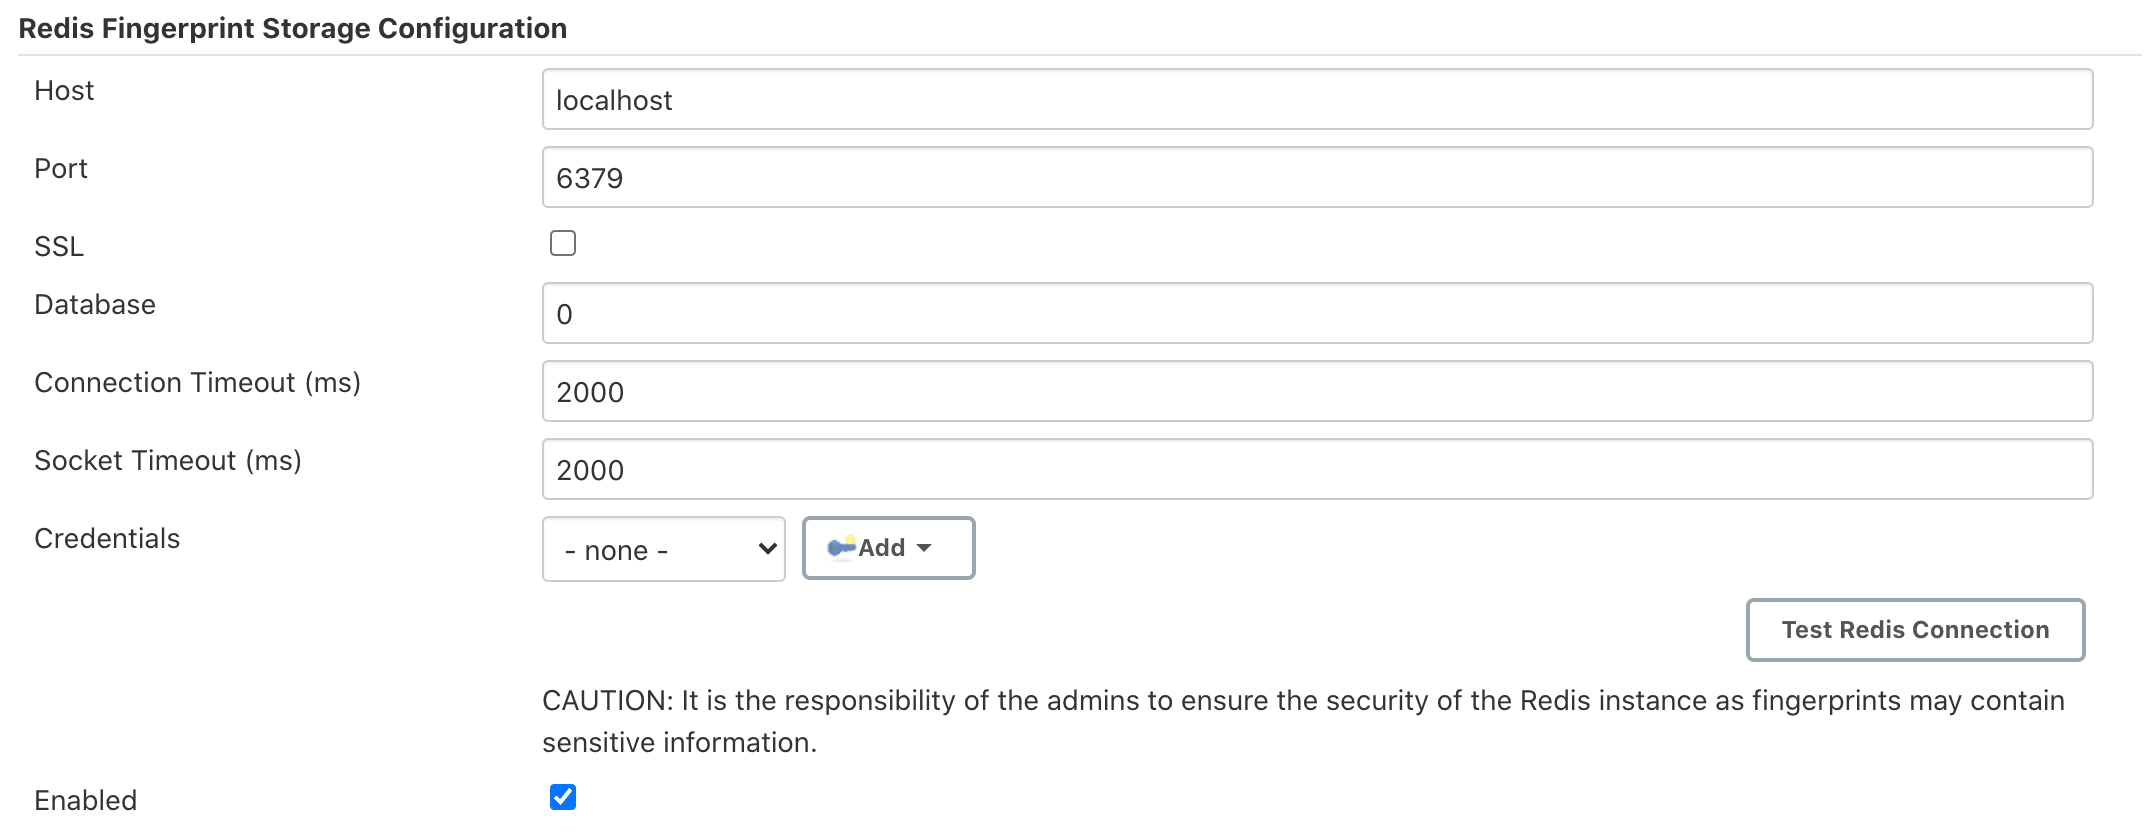 Redis Fingerprint Storage Configuration
Host
localhost
Port
6379
SSL
Database
0
Connection Timeout (ms)
2000
Socket Timeout (ms)
2000
Credentials
- none -
Add
Test Redis Connection
CAUTION: It is the responsibility of the admins to ensure the security of the Redis instance as fingerprints may contain
sensitive information.
Enabled